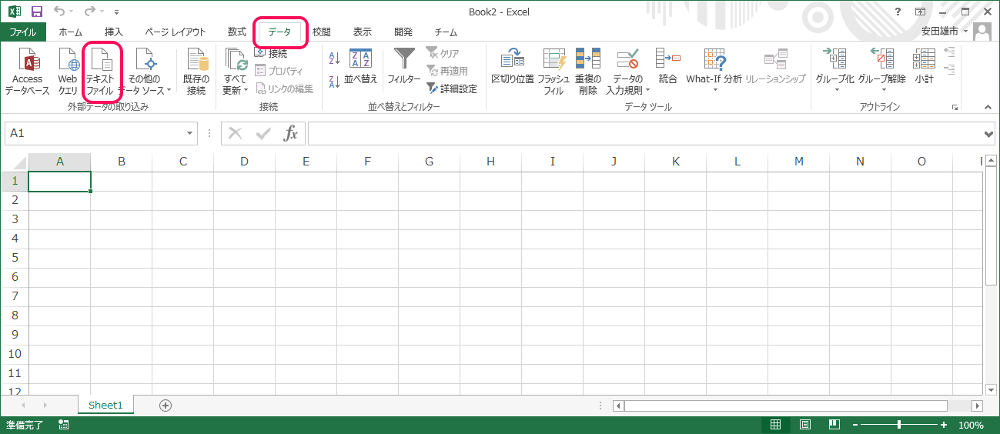 Book2 - Excel
?
ファイル ホーム 挿入 ページ レイアウト 数式 データ 校閲 表示 開発 チーム 安田雄市
Access
データベース
Web
クエリ
テキスト
ファイル
その他の
データ ソース
既存の
接続
外部データの取り込み
すべて
更新
接続
プロパティ
リンクの編集
接続
並べ替え
フィルター
クリア
再適用
詳細設定
並べ替えとフィルター
区切り位置
フラッシュ
フィル
重複の
削除
データの
入力規則
統合
What-If 分析
リレーションシップ
データ ツール
グループ化
グループ解除
小計
アウトライン
A1
fx
A B C D E F G H I J K L M N O
1
2
3
4
5
6
7
8
9
10
11
12
Sheet1
準備完了
100%